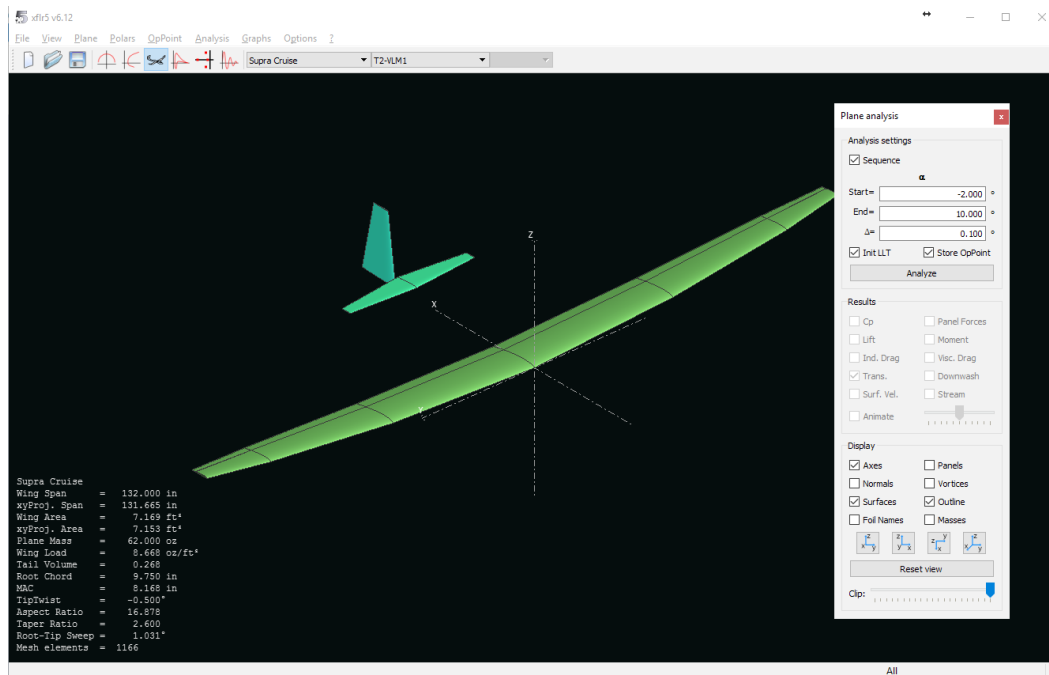 xflr5 v6.12
File View Plane Polars OpPoint Analysis Graphs Options ?
Supra Cruise T2-VLM1
Plane analysis x
Analysis settings
Sequence
α
Start= -2.000 °
End= 10.000 °
Δ= 0.100 °
Init LLT Store OpPoint
Analyze
Results
Cp Panel Forces
Lift Moment
Ind. Drag Visc. Drag
Trans. Downwash
Surf. Vel. Stream
Animate
Display
Axes Panels
Normals Vortices
Surfaces Outline
Foil Names Masses
z x y z y x z y x z x y
Reset view
Clip:
Z
X
Y
Supra Cruise
Wing Span = 132.000 in
xyProj. Span = 131.665 in
Wing Area = 7.169 ft²
xyProj. Area = 7.153 ft²
Plane Mass = 62.000 oz
Wing Load = 8.668 oz/ft²
Tail Volume = 0.268
Root Chord = 9.750 in
MAC = 8.168 in
TipTwist = -0.500°
Aspect Ratio = 16.878
Taper Ratio = 2.600
Root-Tip Sweep = 1.031°
Mesh elements = 1166
All